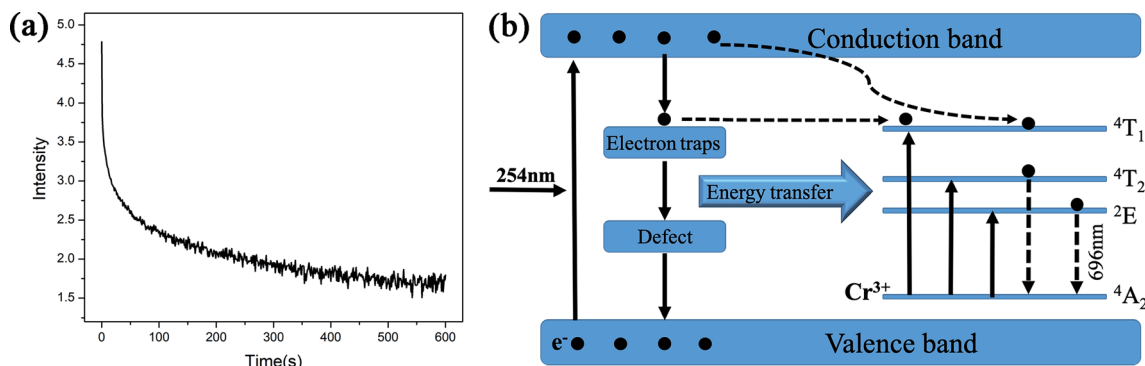 (a)
5.0
4.5
4.0
3.5
3.0
2.5
2.0
1.5
Intensity
0
100
200
300
400
500
600
Time(s)
(b)
Conduction band
Electron traps
254nm
Energy transfer
Defect
⁴T₁
⁴T₂
²E
696nm
Cr³⁺
⁴A₂
e⁻
Valence band